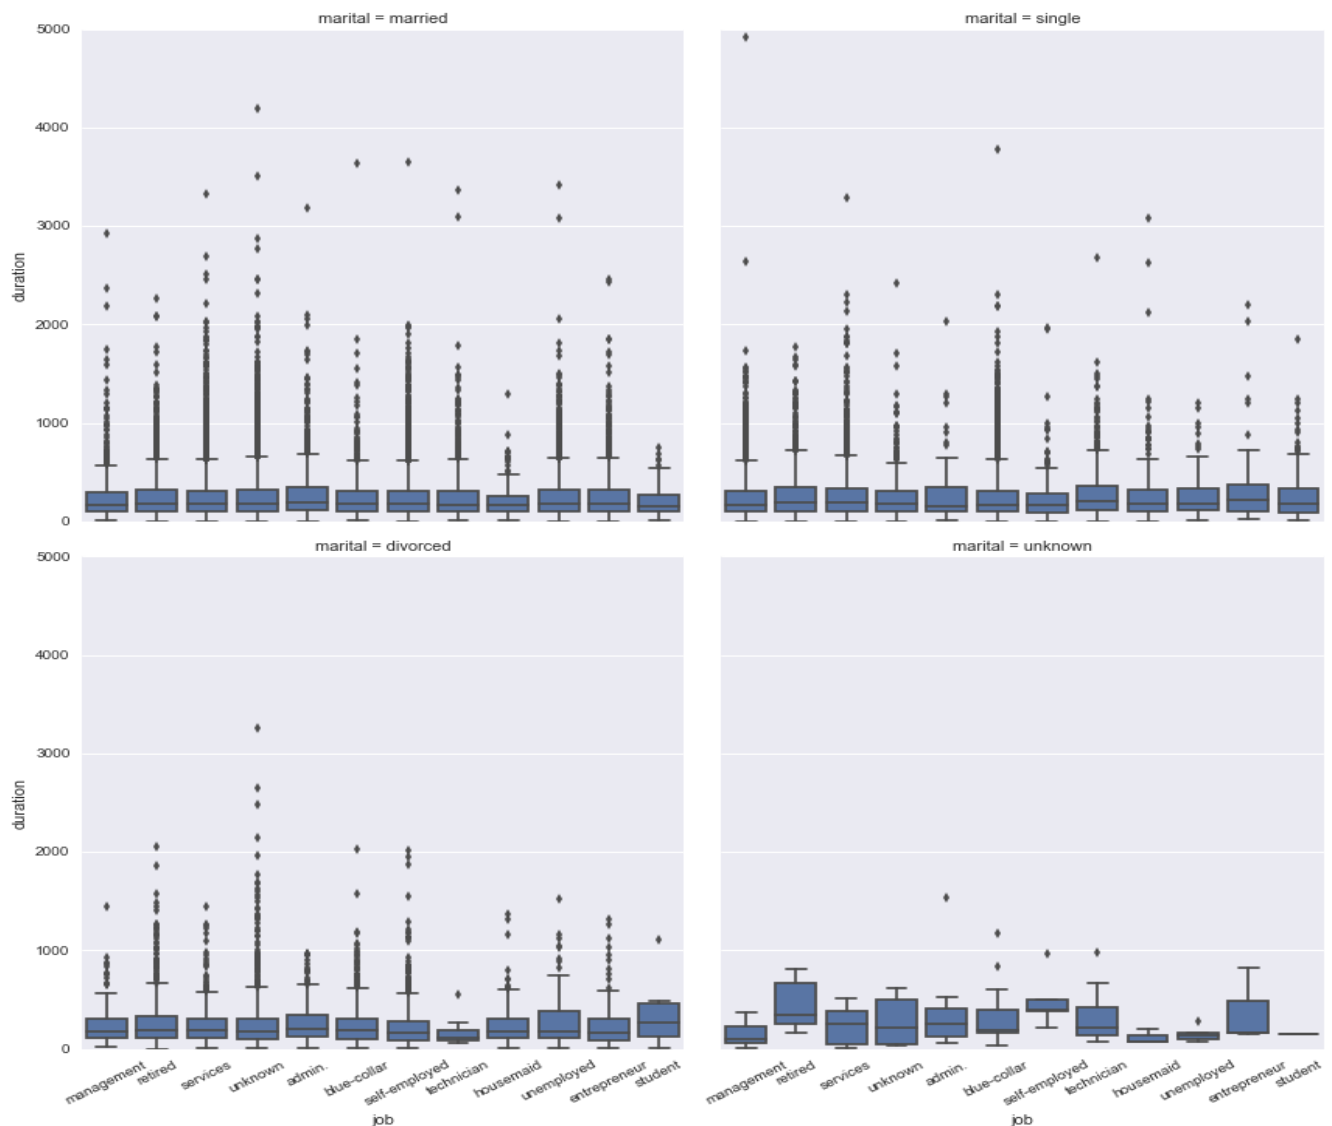 marital = married
marital = single
5000
4000
3000
2000
1000
0
duration
marital = divorced
marital = unknown
5000
4000
3000
2000
1000
0
duration
management
retired
services
unknown
admin.
blue-collar
self-employed
technician
housemaid
unemployed
entrepreneur
student
job
management
retired
services
unknown
admin.
blue-collar
self-employed
technician
housemaid
unemployed
entrepreneur
student
job